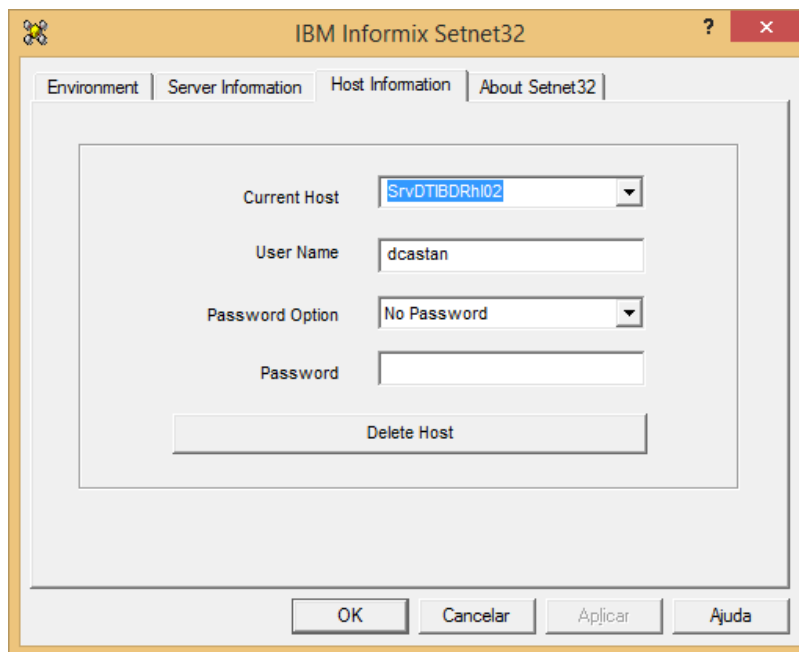 IBM Informix Setnet32
?
Environment
Server Information
Host Information
About Setnet32
Current Host
SrvDTIBDRhl02
User Name
dcastan
Password Option
No Password
Password
Delete Host
OK
Cancelar
Aplicar
Ajuda